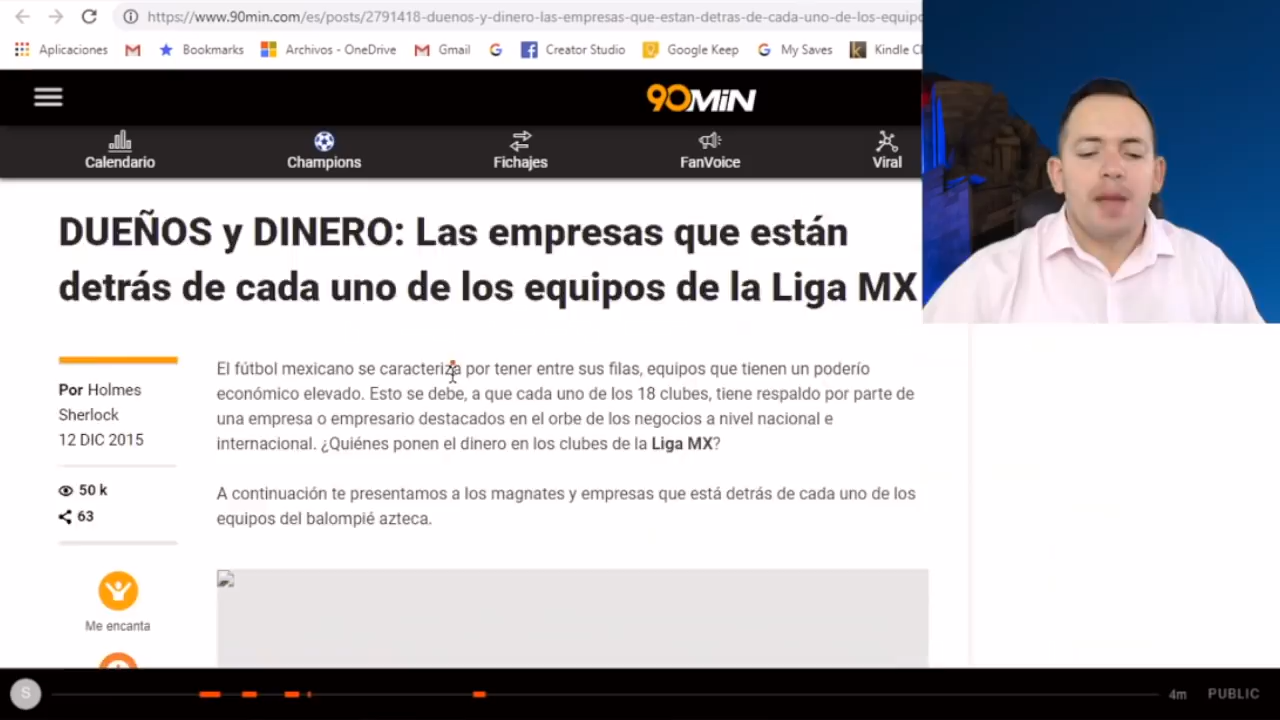 https://www.90min.com/es/posts/2791418-duenos-y-dinero-las-empresas-que-estan-detras-de-cada-uno-de-los-equipo
Aplicaciones Bookmarks Archivos - OneDrive Gmail Creator Studio Google Keep My Saves Kindle
90MiN
Calendario Champions Fichajes FanVoice Viral
DUEÑOS y DINERO: Las empresas que están
detrás de cada uno de los equipos de la Liga MX
Por Holmes
Sherlock
12 DIC 2015
50 k
63
Me encanta
El fútbol mexicano se caracteriza por tener entre sus filas, equipos que tienen un poderío
económico elevado. Esto se debe, a que cada uno de los 18 clubes, tiene respaldo por parte de
una empresa o empresario destacados en el orbe de los negocios a nivel nacional e
internacional. ¿Quiénes ponen el dinero en los clubes de la Liga MX?
A continuación te presentamos a los magnates y empresas que está detrás de cada uno de los
equipos del balompié azteca.
S 4m PUBLIC